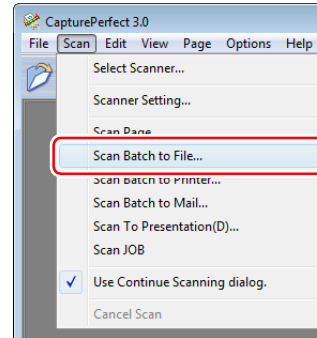 CapturePerfect 3.0
File Scan Edit View Page Options Help
Select Scanner...
Scanner Setting...
Scan Page
Scan Batch to File...
Scan Batch to Printer...
Scan Batch to Mail...
Scan To Presentation(D)...
Scan JOB
Use Continue Scanning dialog.
Cancel Scan